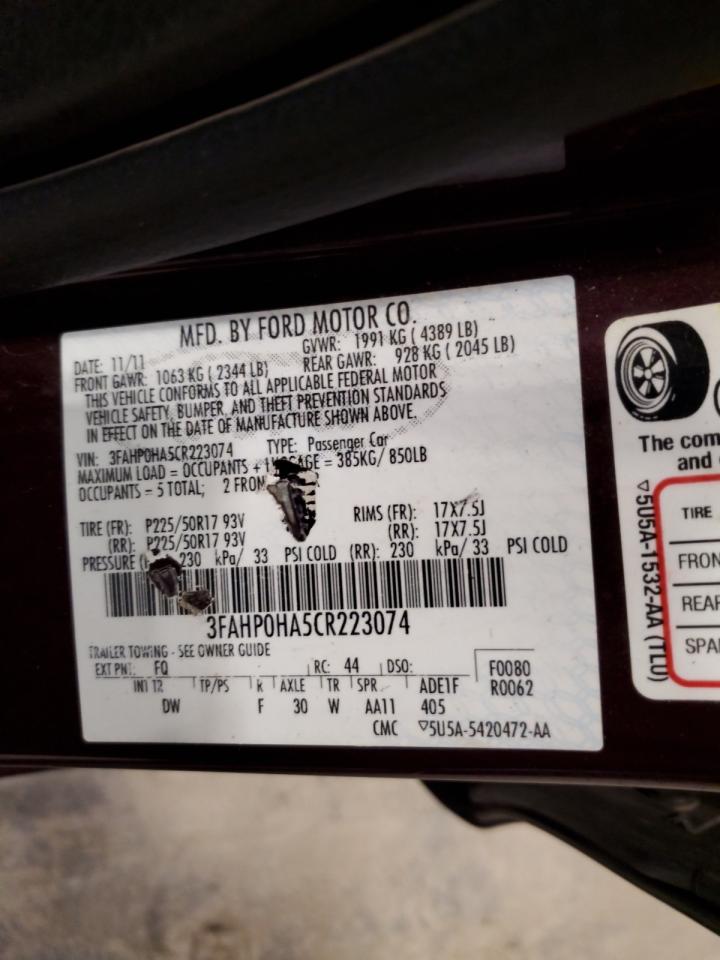 MFD. BY FORD MOTOR CO.
DATE: 11/11 GVWR: 1991 KG ( 4389 LB)
FRONT GAWR: 1063 KG ( 2344 LB) REAR GAWR: 928 KG ( 2045 LB)
THIS VEHICLE CONFORMS TO ALL APPLICABLE FEDERAL MOTOR
VEHICLE SAFETY, BUMPER, AND THEFT PREVENTION STANDARDS
IN EFFECT ON THE DATE OF MANUFACTURE SHOWN ABOVE.
VIN: 3FAHP0HA5CR223074 TYPE: Passenger Car
MAXIMUM LOAD = OCCUPANTS + = 385KG/ 850LB
OCCUPANTS = 5 TOTAL; 2 FRON
TIRE (FR): P225/50R17 93V RIMS (FR): 17X7.5J
(RR): P225/50R17 93V (RR): 17X7.5J
PRESSURE 230 kPa/ 33 PSI COLD (RR): 230 kPa/ 33 PSI COLD
3FAHP0HA5CR223074
TRAILER TOWING - SEE OWNER GUIDE
EXT PNT: FQ RC: 44 DSO: F0080
INT TP/PS R AXLE TR SPR ADE1F R0062
DW F 30 W AA11 405
CMC ▽5U5A-5420472-AA
The com
and
▽5U5A-1532-AA (TLU)
TIRE
FRON
REAR
SPA